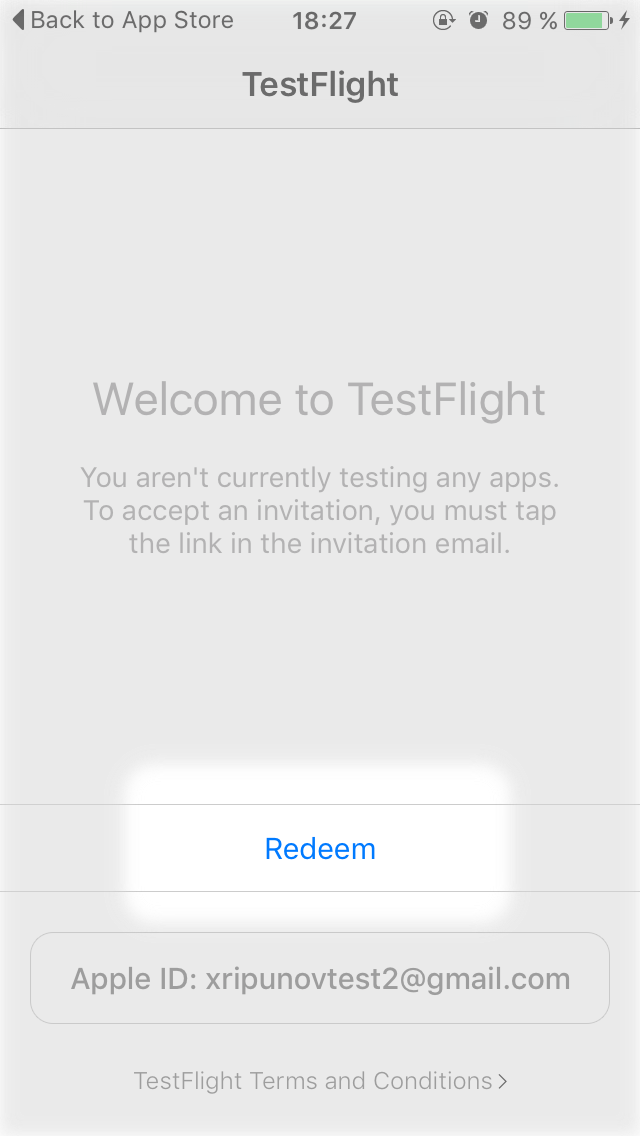 Back to App Store 18:27 89 %
TestFlight
Welcome to TestFlight
You aren't currently testing any apps.
To accept an invitation, you must tap
the link in the invitation email.
Redeem
Apple ID: xripunovtest2@gmail.com
TestFlight Terms and Conditions